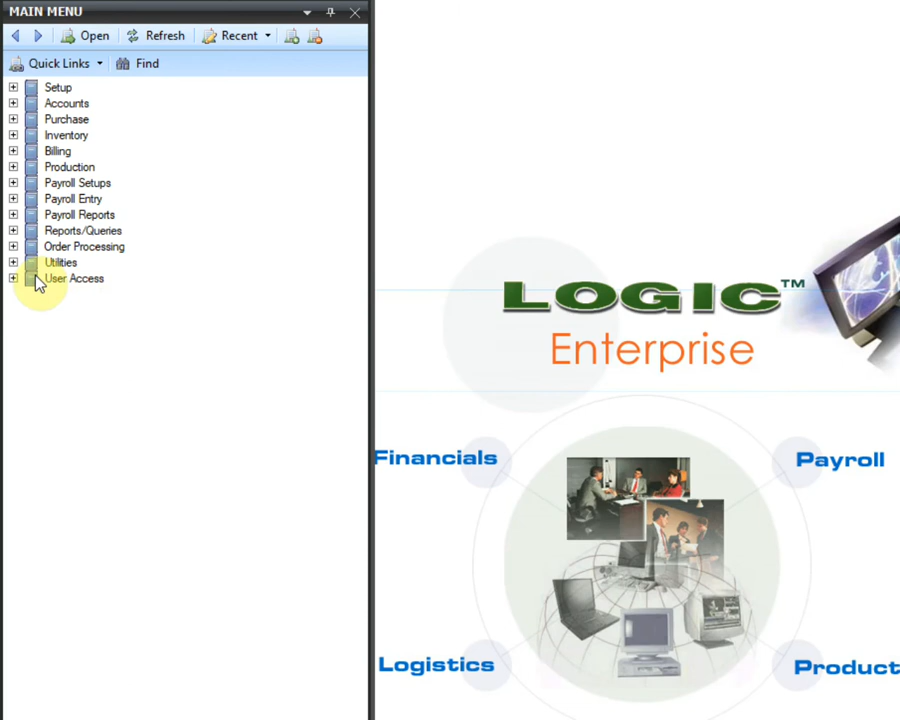 MAIN MENU
Open Refresh Recent
Quick Links Find
Setup
Accounts
Purchase
Inventory
Billing
Production
Payroll Setups
Payroll Entry
Payroll Reports
Reports/Queries
Order Processing
Utilities
User Access
LOGIC™
Enterprise
Financials Payroll
Logistics Product